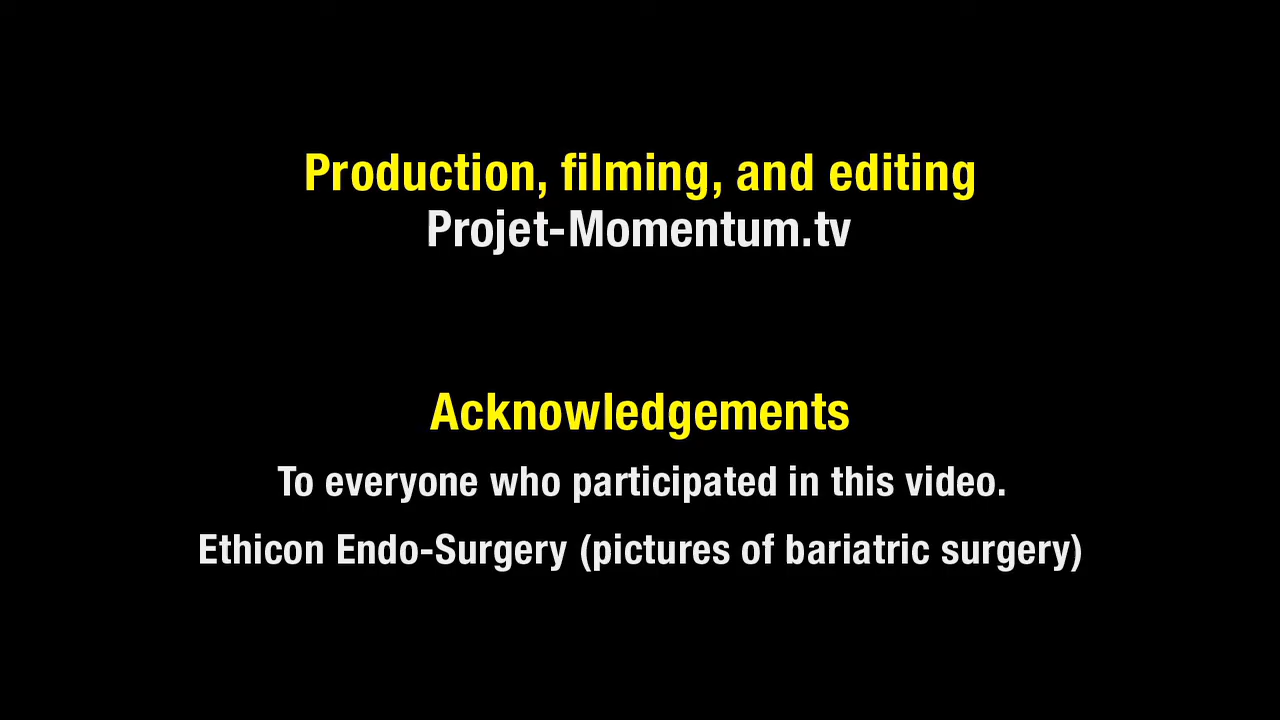 Production, filming, and editing
Projet-Momentum.tv
Acknowledgements
To everyone who participated in this video.
Ethicon Endo-Surgery (pictures of bariatric surgery)